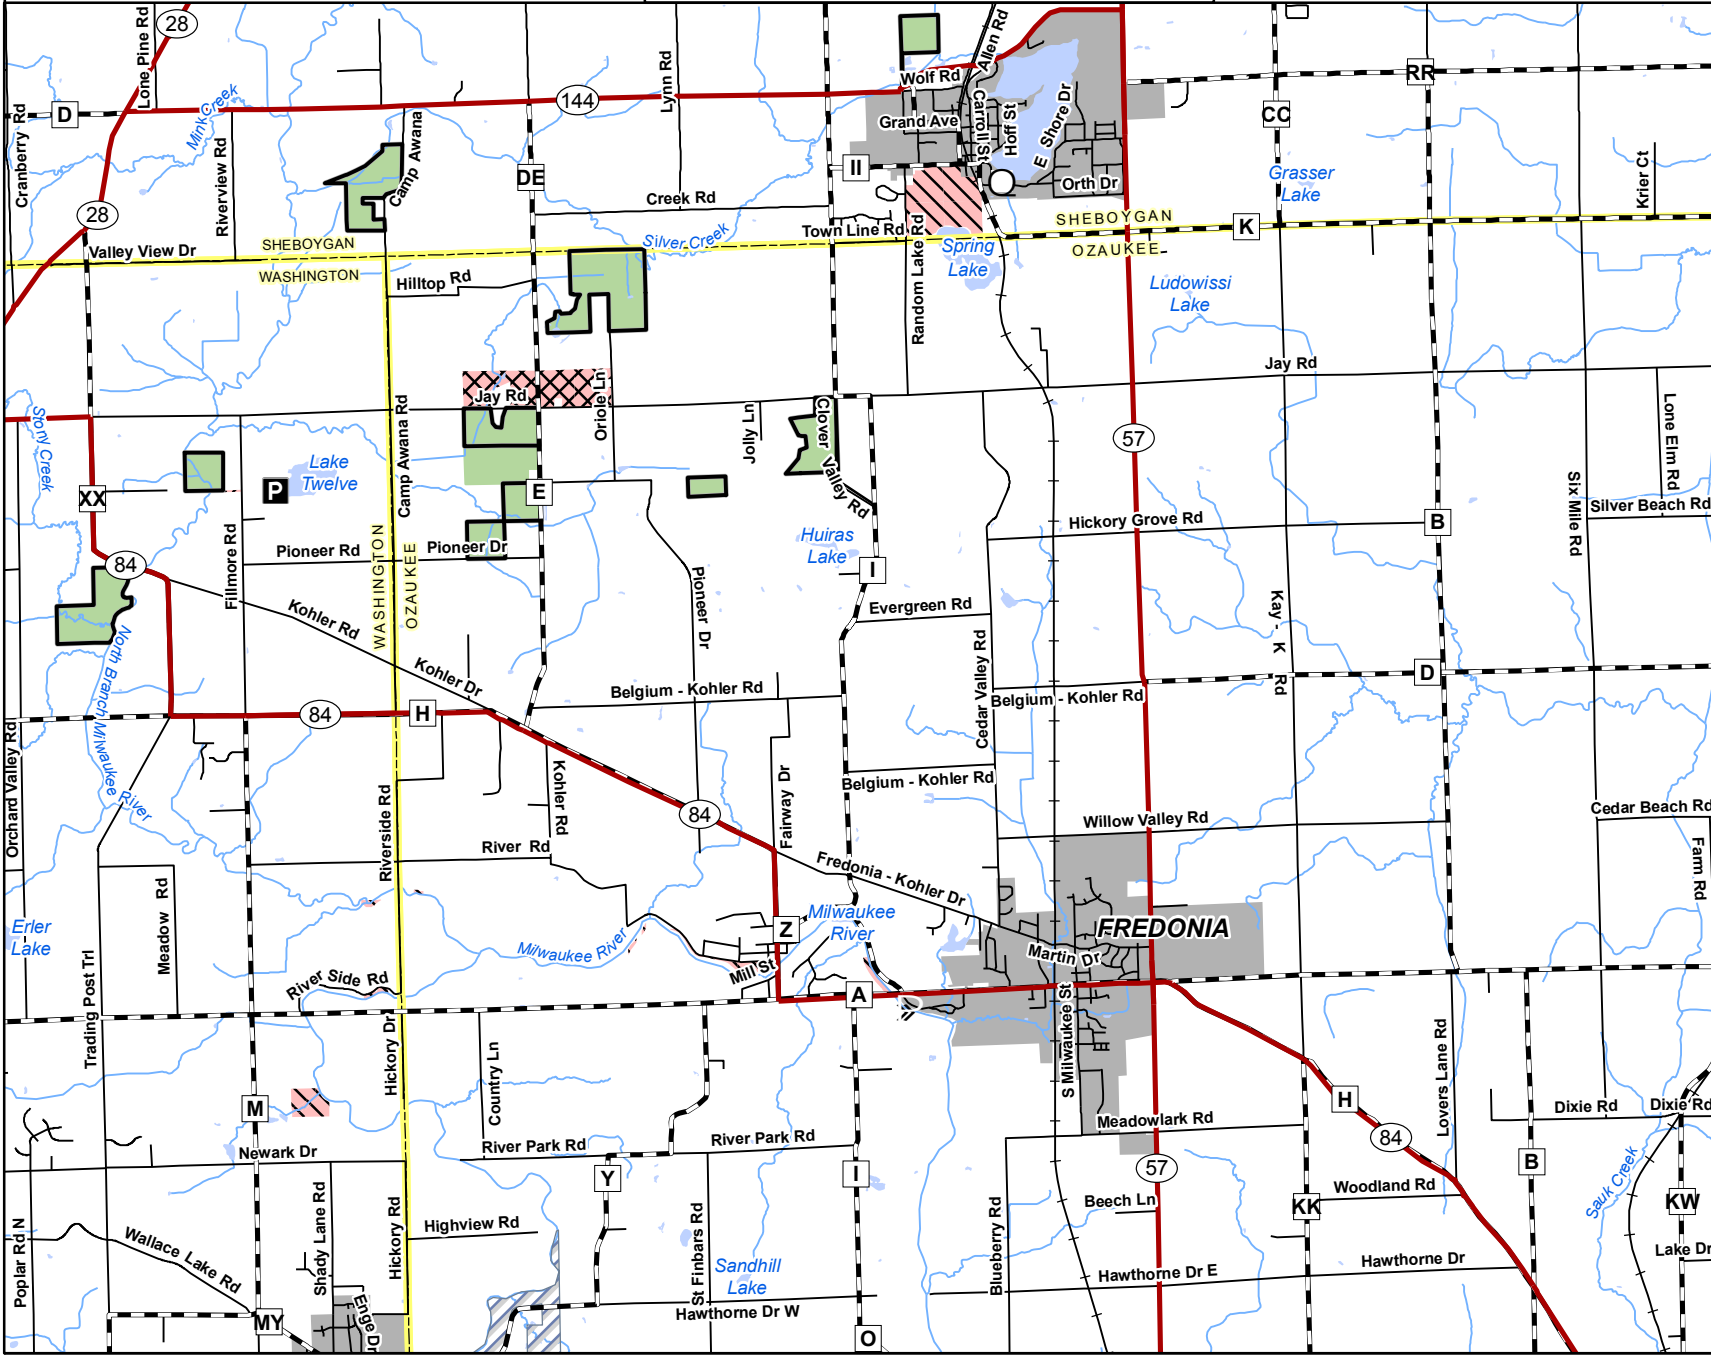 28
Lone Pine Rd
Cranberry Rd
D
Mink Creek
Riverview Rd
Camp Awana
144
Lynn Rd
DE
Wolf Rd
Allen Rd
Grand Ave
Carroll St
Hoff St
E Shore Dr
Orth Dr
II
RR
CC
Grasser
Lake
Krier Ct
28
Valley View Dr
SHEBOYGAN
WASHINGTON
Creek Rd
Silver Creek
Town Line Rd
Random Lake Rd
SHEBOYGAN
OZAUKEE
K
Spring
Lake
Ludowissi
Lake
Hilltop Rd
Jay Rd
Jay Rd
Oriole Ln
Jolly Ln
Clover Valley Rd
57
Lone Elm Rd
Stony Creek
Camp Awana Rd
Lake
Twelve
P
XX
E
Silver Beach Rd
Six Mile Rd
Hickory Grove Rd
B
Huiras
Lake
I
84
Fillmore Rd
Pioneer Rd
Pioneer Dr
WASHINGTON
OZAUKEE
Pioneer Dr
Evergreen Rd
Kay - K Rd
Cedar Valley Rd
Kohler Rd
Kohler Dr
North Branch Milwaukee River
Belgium - Kohler Rd
Belgium - Kohler Rd
D
84
H
Orchard Valley Rd
Riverside Rd
Kohler Rd
Fairway Dr
Belgium - Kohler Rd
84
Willow Valley Rd
Cedar Beach Rd
Farm Rd
River Rd
Fredonia - Kohler Dr
Meadow Rd
Erler
Lake
Milwaukee
River
Z
FREDONIA
Milwaukee River
Mill St
Martin Dr
River Side Rd
A
Trading Post Trl
Hickory Dr
Country Ln
S Milwaukee St
Lovers Lane Rd
M
H
Dixie Rd
Dixie Rd
Meadowlark Rd
84
Newark Dr
River Park Rd
River Park Rd
Y
I
57
B
Sauk Creek
Beech Ln
KK
Woodland Rd
KW
Poplar Rd N
Wallace Lake Rd
Shady Lane Rd
Hickory Rd
Highview Rd
St Finbars Rd
Sandhill
Lake
Blueberry Rd
Hawthorne Dr E
Hawthorne Dr
Lake Dr
MY
Enge Dr
Hawthorne Dr W
O